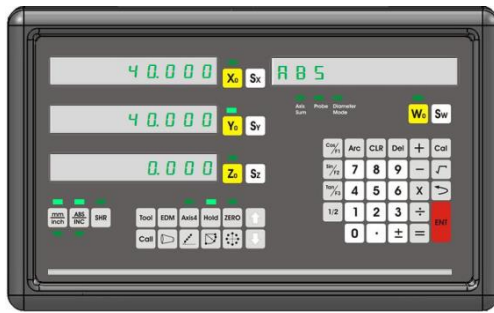 40.000 X₀ Sx ABS
Axis Sum Probe Diameter Mode
40.000 Y₀ SY W₀ Sw
0.000 Z₀ Sz
Cos/F1 Arc CLR Del + Cal
Sin/F2 7 8 9 − √
Tan/F3 4 5 6 X
1/2 1 2 3 ÷ ENT
0 · ± =
mm/inch ABS/INC SHR Tool EDM Axis4 Hold ZERO
Call